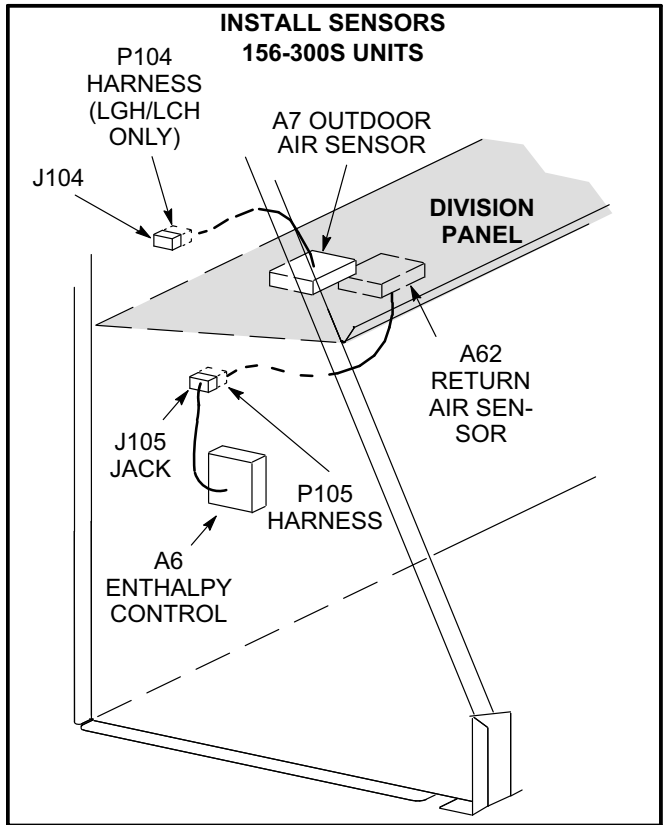 INSTALL SENSORS
156-300S UNITS
P104
HARNESS
(LGH/LCH
ONLY)
A7 OUTDOOR
AIR SENSOR
J104
DIVISION
PANEL
A62
RETURN
AIR SEN-
SOR
J105
JACK
P105
HARNESS
A6
ENTHALPY
CONTROL